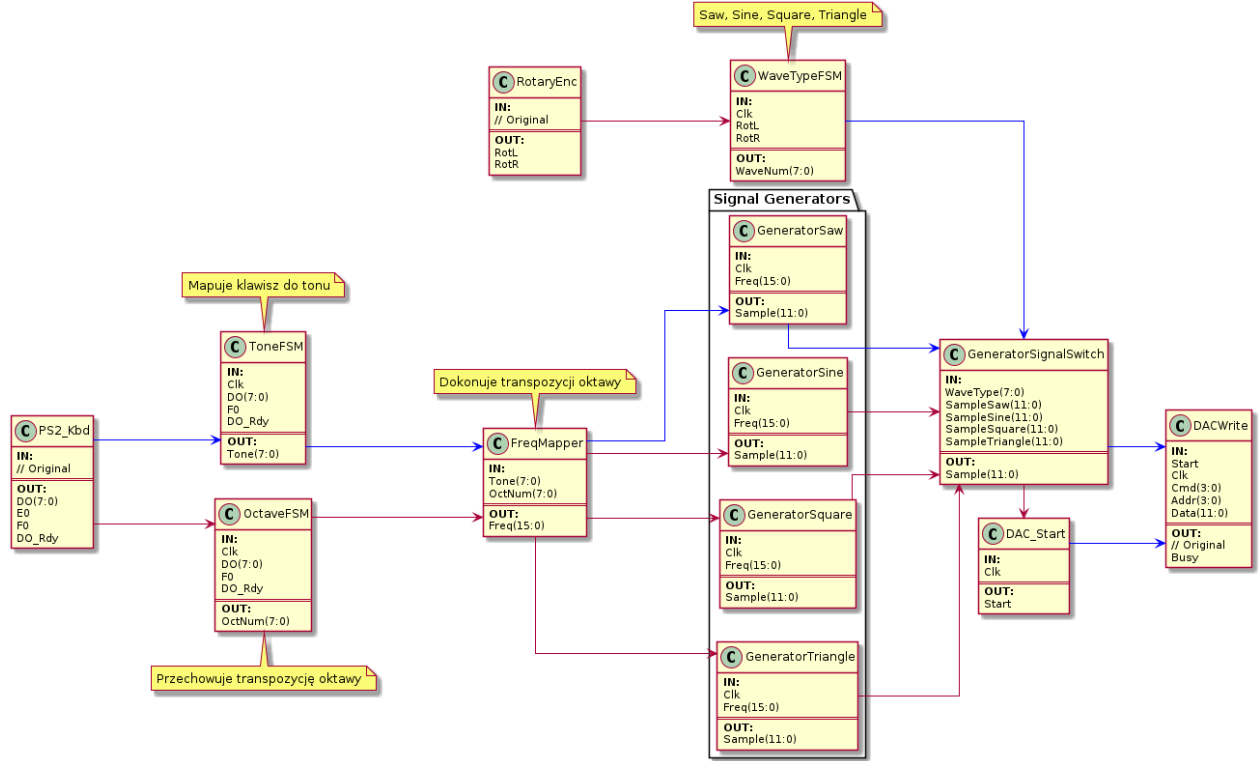 Saw, Sine, Square, Triangle
C RotaryEnc
IN:
// Original
OUT:
RotL
RotR
C WaveTypeFSM
IN:
Clk
RotL
RotR
OUT:
WaveNum(7:0)
Signal Generators
C GeneratorSaw
IN:
Clk
Freq(15:0)
OUT:
Sample(11:0)
Mapuje klawisz do tonu
C ToneFSM
IN:
Clk
DO(7:0)
F0
DO_Rdy
OUT:
Tone(7:0)
C GeneratorSine
IN:
Clk
Freq(15:0)
OUT:
Sample(11:0)
C GeneratorSignalSwitch
IN:
WaveType(7:0)
SampleSaw(11:0)
SampleSine(11:0)
SampleSquare(11:0)
SampleTriangle(11:0)
OUT:
Sample(11:0)
Dokonuje transpozycji oktawy
C FreqMapper
IN:
Tone(7:0)
OctNum(7:0)
OUT:
Freq(15:0)
C PS2_Kbd
IN:
// Original
OUT:
DO(7:0)
E0
F0
DO_Rdy
C DACWrite
IN:
Start
Clk
Cmd(3:0)
Addr(3:0)
Data(11:0)
OUT:
// Original
Busy
C OctaveFSM
IN:
Clk
DO(7:0)
F0
DO_Rdy
OUT:
OctNum(7:0)
C GeneratorSquare
IN:
Clk
Freq(15:0)
OUT:
Sample(11:0)
C DAC_Start
IN:
Clk
OUT:
Start
Przechowuje transpozycję oktawy
C GeneratorTriangle
IN:
Clk
Freq(15:0)
OUT:
Sample(11:0)